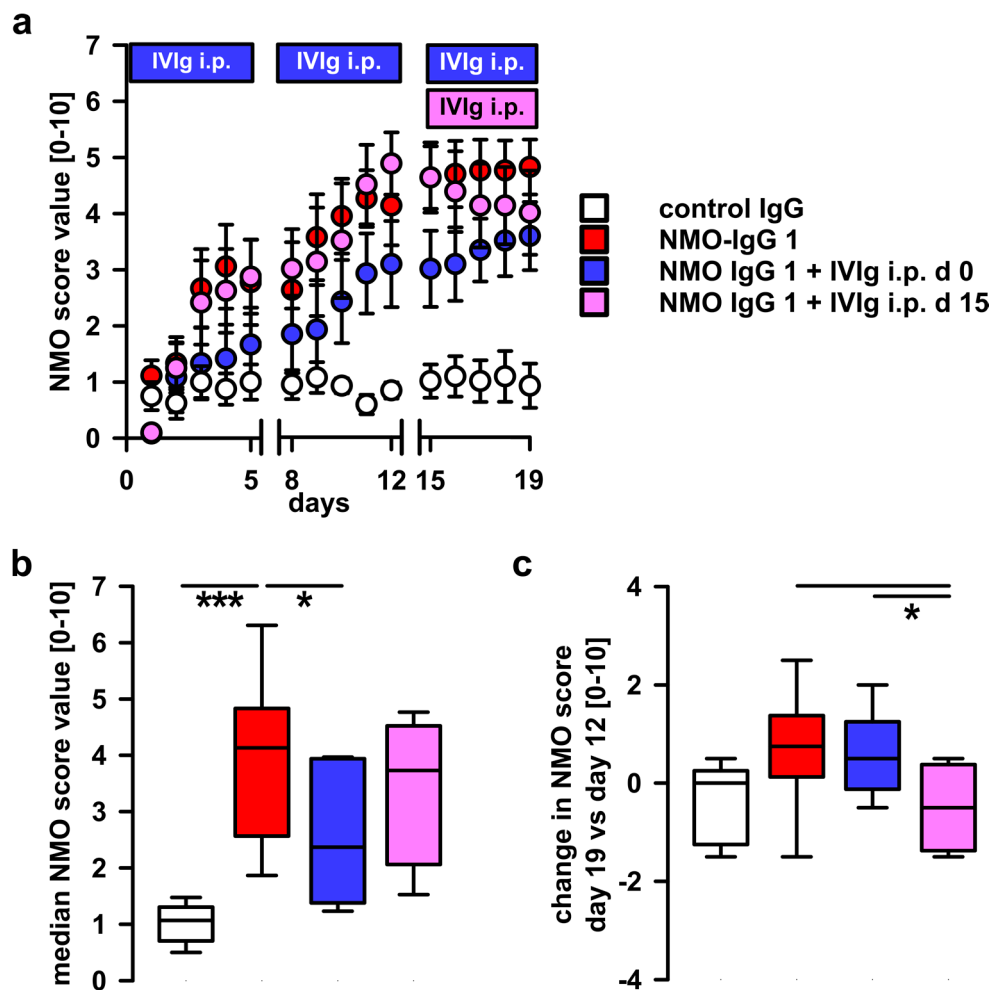 a
IVIg i.p. IVIg i.p. IVIg i.p.
IVIg i.p.
NMO score value [0-10]
7
6
5
4
3
2
1
0
0 5 8 12 15 19
days
control IgG
NMO-IgG 1
NMO IgG 1 + IVIg i.p. d 0
NMO IgG 1 + IVIg i.p. d 15
b
median NMO score value [0-10]
7
6
5
4
3
2
1
0
*** *
c
change in NMO score
day 19 vs day 12 [0-10]
4
2
0
-2
-4
*